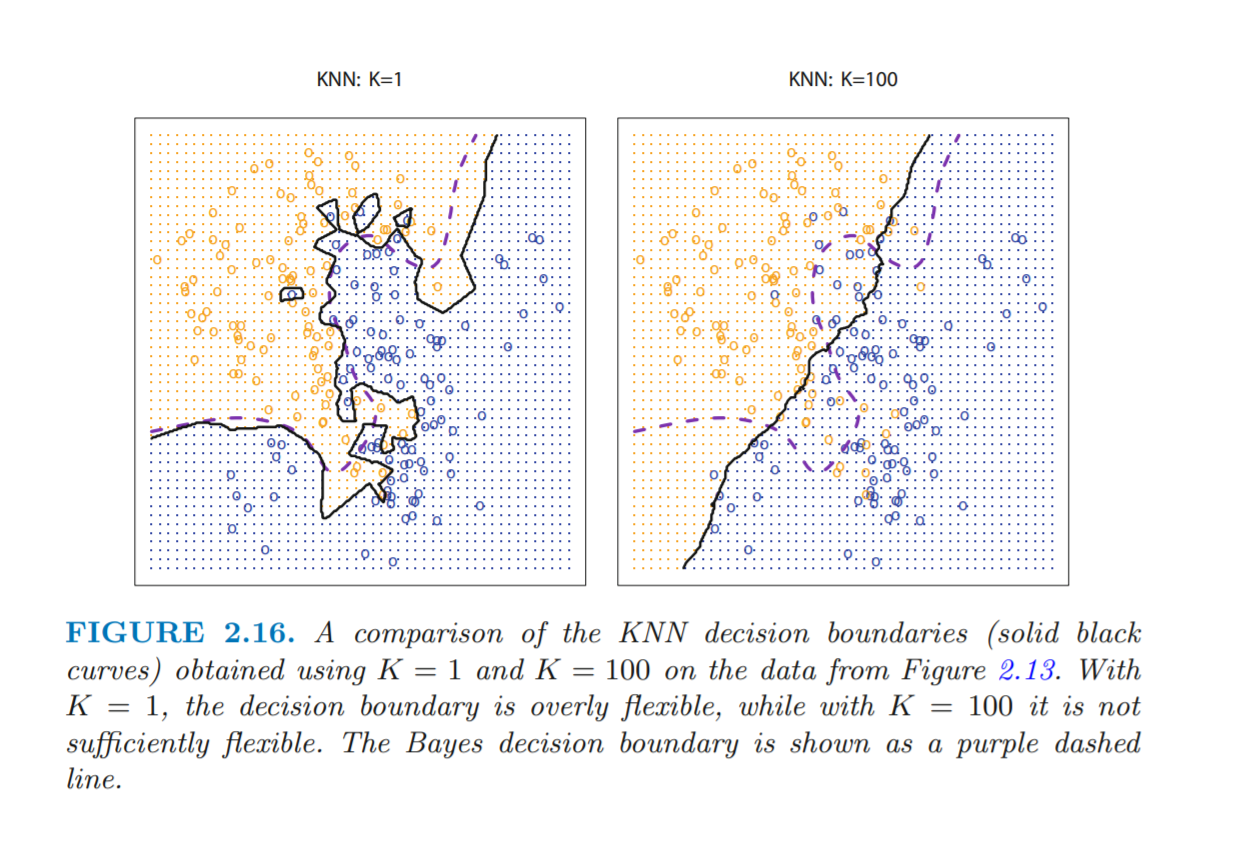 KNN: K=1
KNN: K=100
FIGURE 2.16. A comparison of the KNN decision boundaries (solid black
curves) obtained using K = 1 and K = 100 on the data from Figure 2.13. With
K = 1, the decision boundary is overly flexible, while with K = 100 it is not
sufficiently flexible. The Bayes decision boundary is shown as a purple dashed
line.